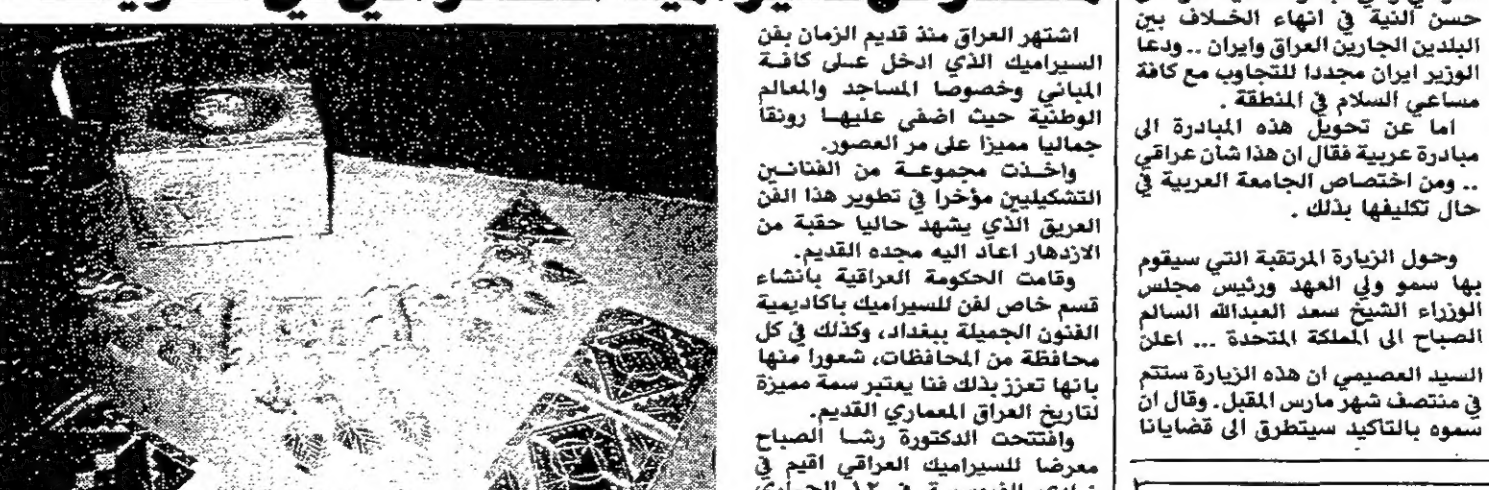 حسن النية في انهاء الخلاف بين
البلدين الجارين العراق وايران .. ودعا
الوزير ايران مجددا للتجاوب مع كافة
مساعي السلام في المنطقة .
اما عن تحويل هذه المبادرة الى
مبادرة عربية فقال ان هذا شأن عراقي
.. ومن اختصاص الجامعة العربية في
حال تكليفها بذلك .
وحول الزيارة المرتقبة التي سيقوم
بها سمو ولي العهد ورئيس مجلس
الوزراء الشيخ سعد العبدالله السالم
الصباح الى المملكة المتحدة ... اعلن
السيد العصيمي ان هذه الزيارة ستتم
في منتصف شهر مارس المقبل. وقال ان
سموه بالتاكيد سيتطرق الى قضايانا
اشتهر العراق منذ قديم الزمان بفن
السيراميك الذي ادخل على كافة
المباني وخصوصا المساجد والمعالم
الوطنية حيث اضفى عليها رونقا
جماليا مميزا على مر العصور.
واخذت مجموعة من الفنانين
التشكيليين مؤخرا في تطوير هذا الفن
العريق الذي يشهد حاليا حقبة من
الازدهار اعاد اليه مجده القديم.
وقامت الحكومة العراقية بانشاء
قسم خاص لفن للسيراميك باكاديمية
الفنون الجميلة ببغداد، وكذلك في كل
محافظة من المحافظات، شعورا منها
بانها تعزز بذلك فنا يعتبر سمة مميزة
لتاريخ العراق المعماري القديم.
وافتتحت الدكتورة رشا الصباح
معرضا للسيراميك العراقي اقيم في
الفروسية في ١٢ الجاري